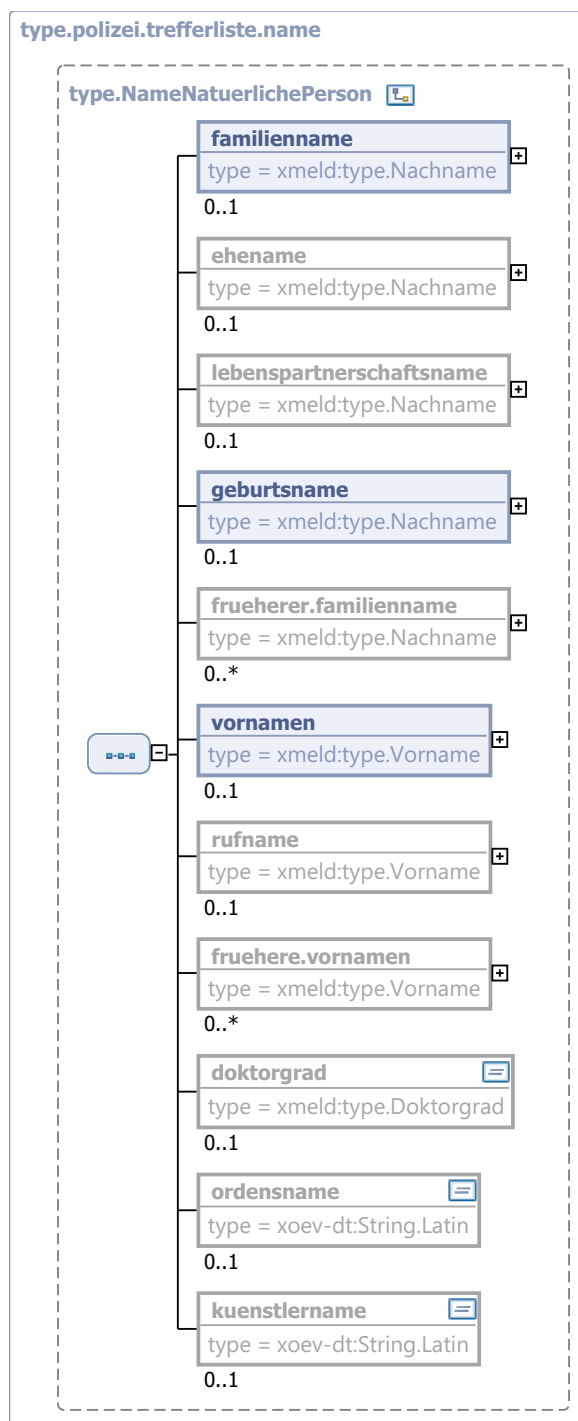 type.polizei.trefferliste.name
type.NameNatuerlichePerson
familienname
type = xmeld:type.Nachname
0..1
ehename
type = xmeld:type.Nachname
0..1
lebenspartnerschaftsname
type = xmeld:type.Nachname
0..1
geburtsname
type = xmeld:type.Nachname
0..1
frueherer.familienname
type = xmeld:type.Nachname
0..*
vornamen
type = xmeld:type.Vorname
0..1
rufname
type = xmeld:type.Vorname
0..1
fruehere.vornamen
type = xmeld:type.Vorname
0..*
doktorgrad
type = xmeld:type.Doktorgrad
0..1
ordensname
type = xoev-dt:String.Latin
0..1
kuenstlername
type = xoev-dt:String.Latin
0..1